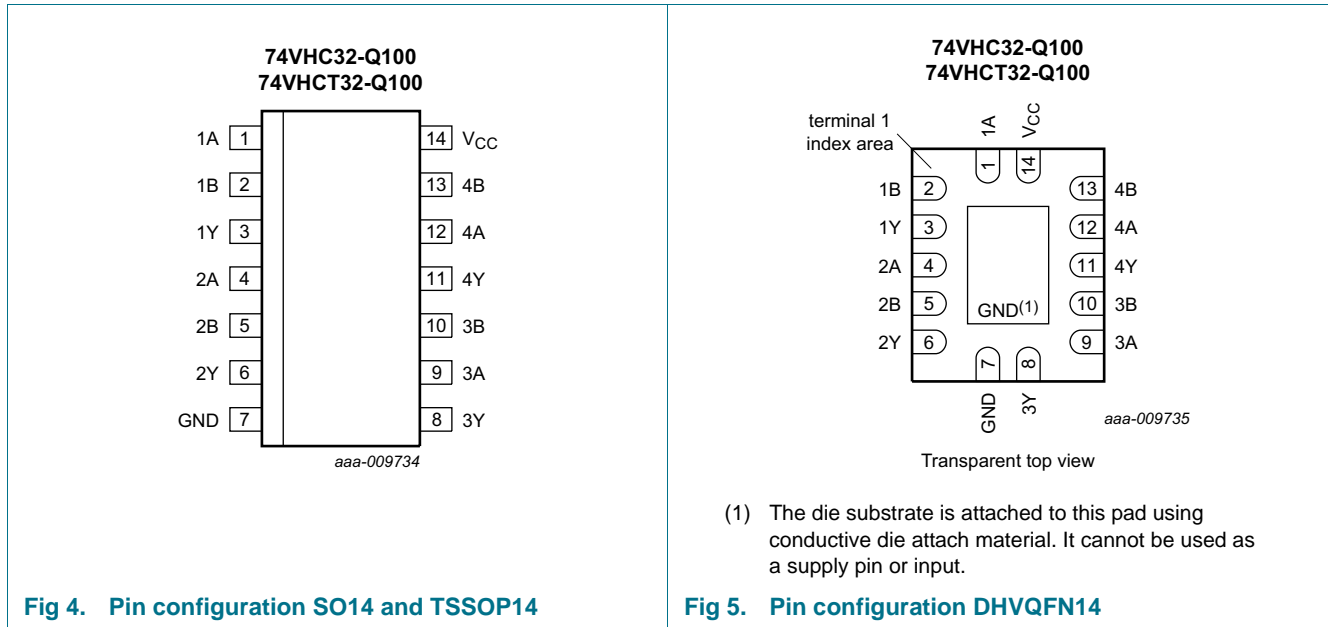 74VHC32-Q100
74VHCT32-Q100
1A 1 14 VCC
1B 2 13 4B
1Y 3 12 4A
2A 4 11 4Y
2B 5 10 3B
2Y 6 9 3A
GND 7 8 3Y
aaa-009734
Fig 4. Pin configuration SO14 and TSSOP14
74VHC32-Q100
74VHCT32-Q100
terminal 1
index area
1A VCC
1 14
1B 2 13 4B
1Y 3 12 4A
2A 4 11 4Y
2B 5 10 3B
GND(1)
2Y 6 9 3A
7 8
GND 3Y
aaa-009735
Transparent top view
(1) The die substrate is attached to this pad using
conductive die attach material. It cannot be used as
a supply pin or input.
Fig 5. Pin configuration DHVQFN14